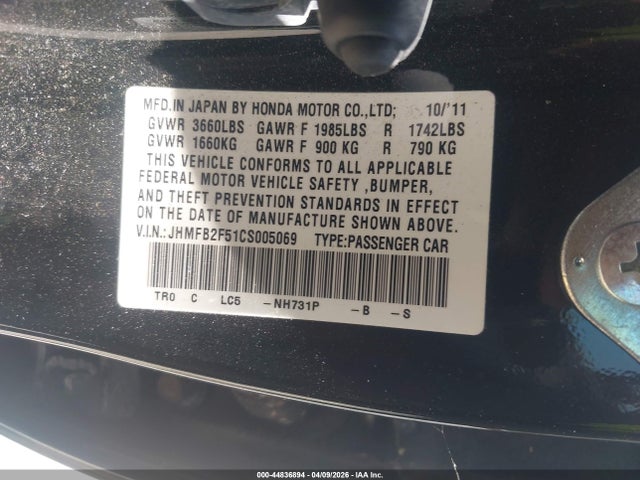 MFD.IN JAPAN BY HONDA MOTOR CO.,LTD; 10/'11
GVWR 3660LBS GAWR F 1985LBS R 1742LBS
GVWR 1660KG GAWR F 900 KG R 790 KG
THIS VEHICLE CONFORMS TO ALL APPLICABLE
FEDERAL MOTOR VEHICLE SAFETY ,BUMPER,
AND THEFT PREVENTION STANDARDS IN EFFECT
ON THE DATE OF MANUFACTURE SHOWN ABOVE.
V.I.N.:JHMFB2F51CS005069 TYPE:PASSENGER CAR
TR0 C LC5 -NH731P -B -S
000-44836894 04/09/2026 IAA Inc.